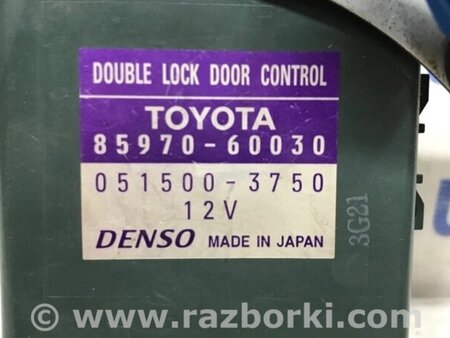 DOUBLE LOCK DOOR CONTROL
TOYOTA
85970-60030
051500-3750
12V
DENSO MADE IN JAPAN
3G21
© www.razborki.com